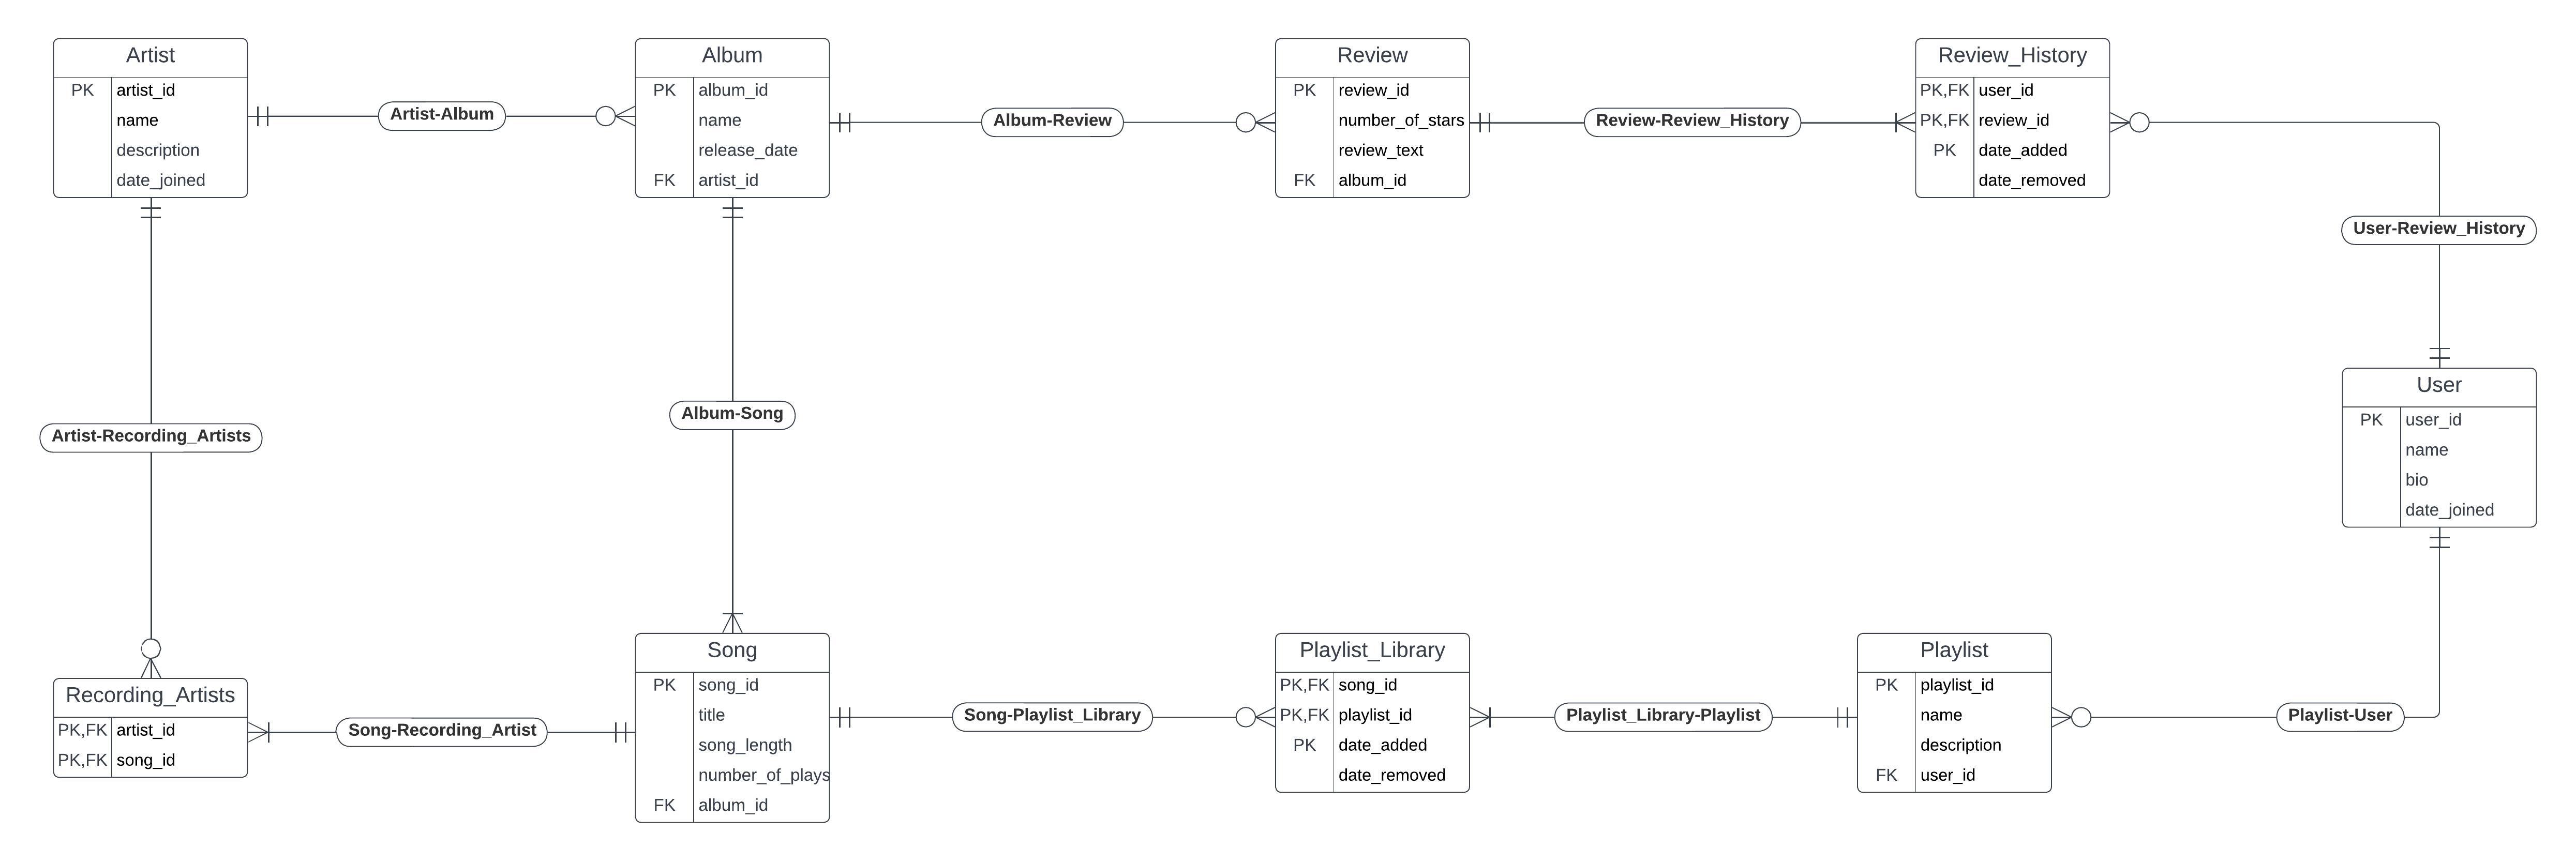 Artist
PK artist_id
name
description
date_joined
Artist-Album
Album
PK album_id
name
release_date
FK artist_id
Album-Review
Review
PK review_id
number_of_stars
review_text
FK album_id
Review-Review_History
Review_History
PK,FK user_id
PK,FK review_id
PK date_added
date_removed
User-Review_History
User
PK user_id
name
bio
date_joined
Artist-Recording_Artists
Album-Song
Recording_Artists
PK,FK artist_id
PK,FK song_id
Song-Recording_Artist
Song
PK song_id
title
song_length
number_of_plays
FK album_id
Song-Playlist_Library
Playlist_Library
PK,FK song_id
PK,FK playlist_id
PK date_added
date_removed
Playlist_Library-Playlist
Playlist
PK playlist_id
name
description
FK user_id
Playlist-User